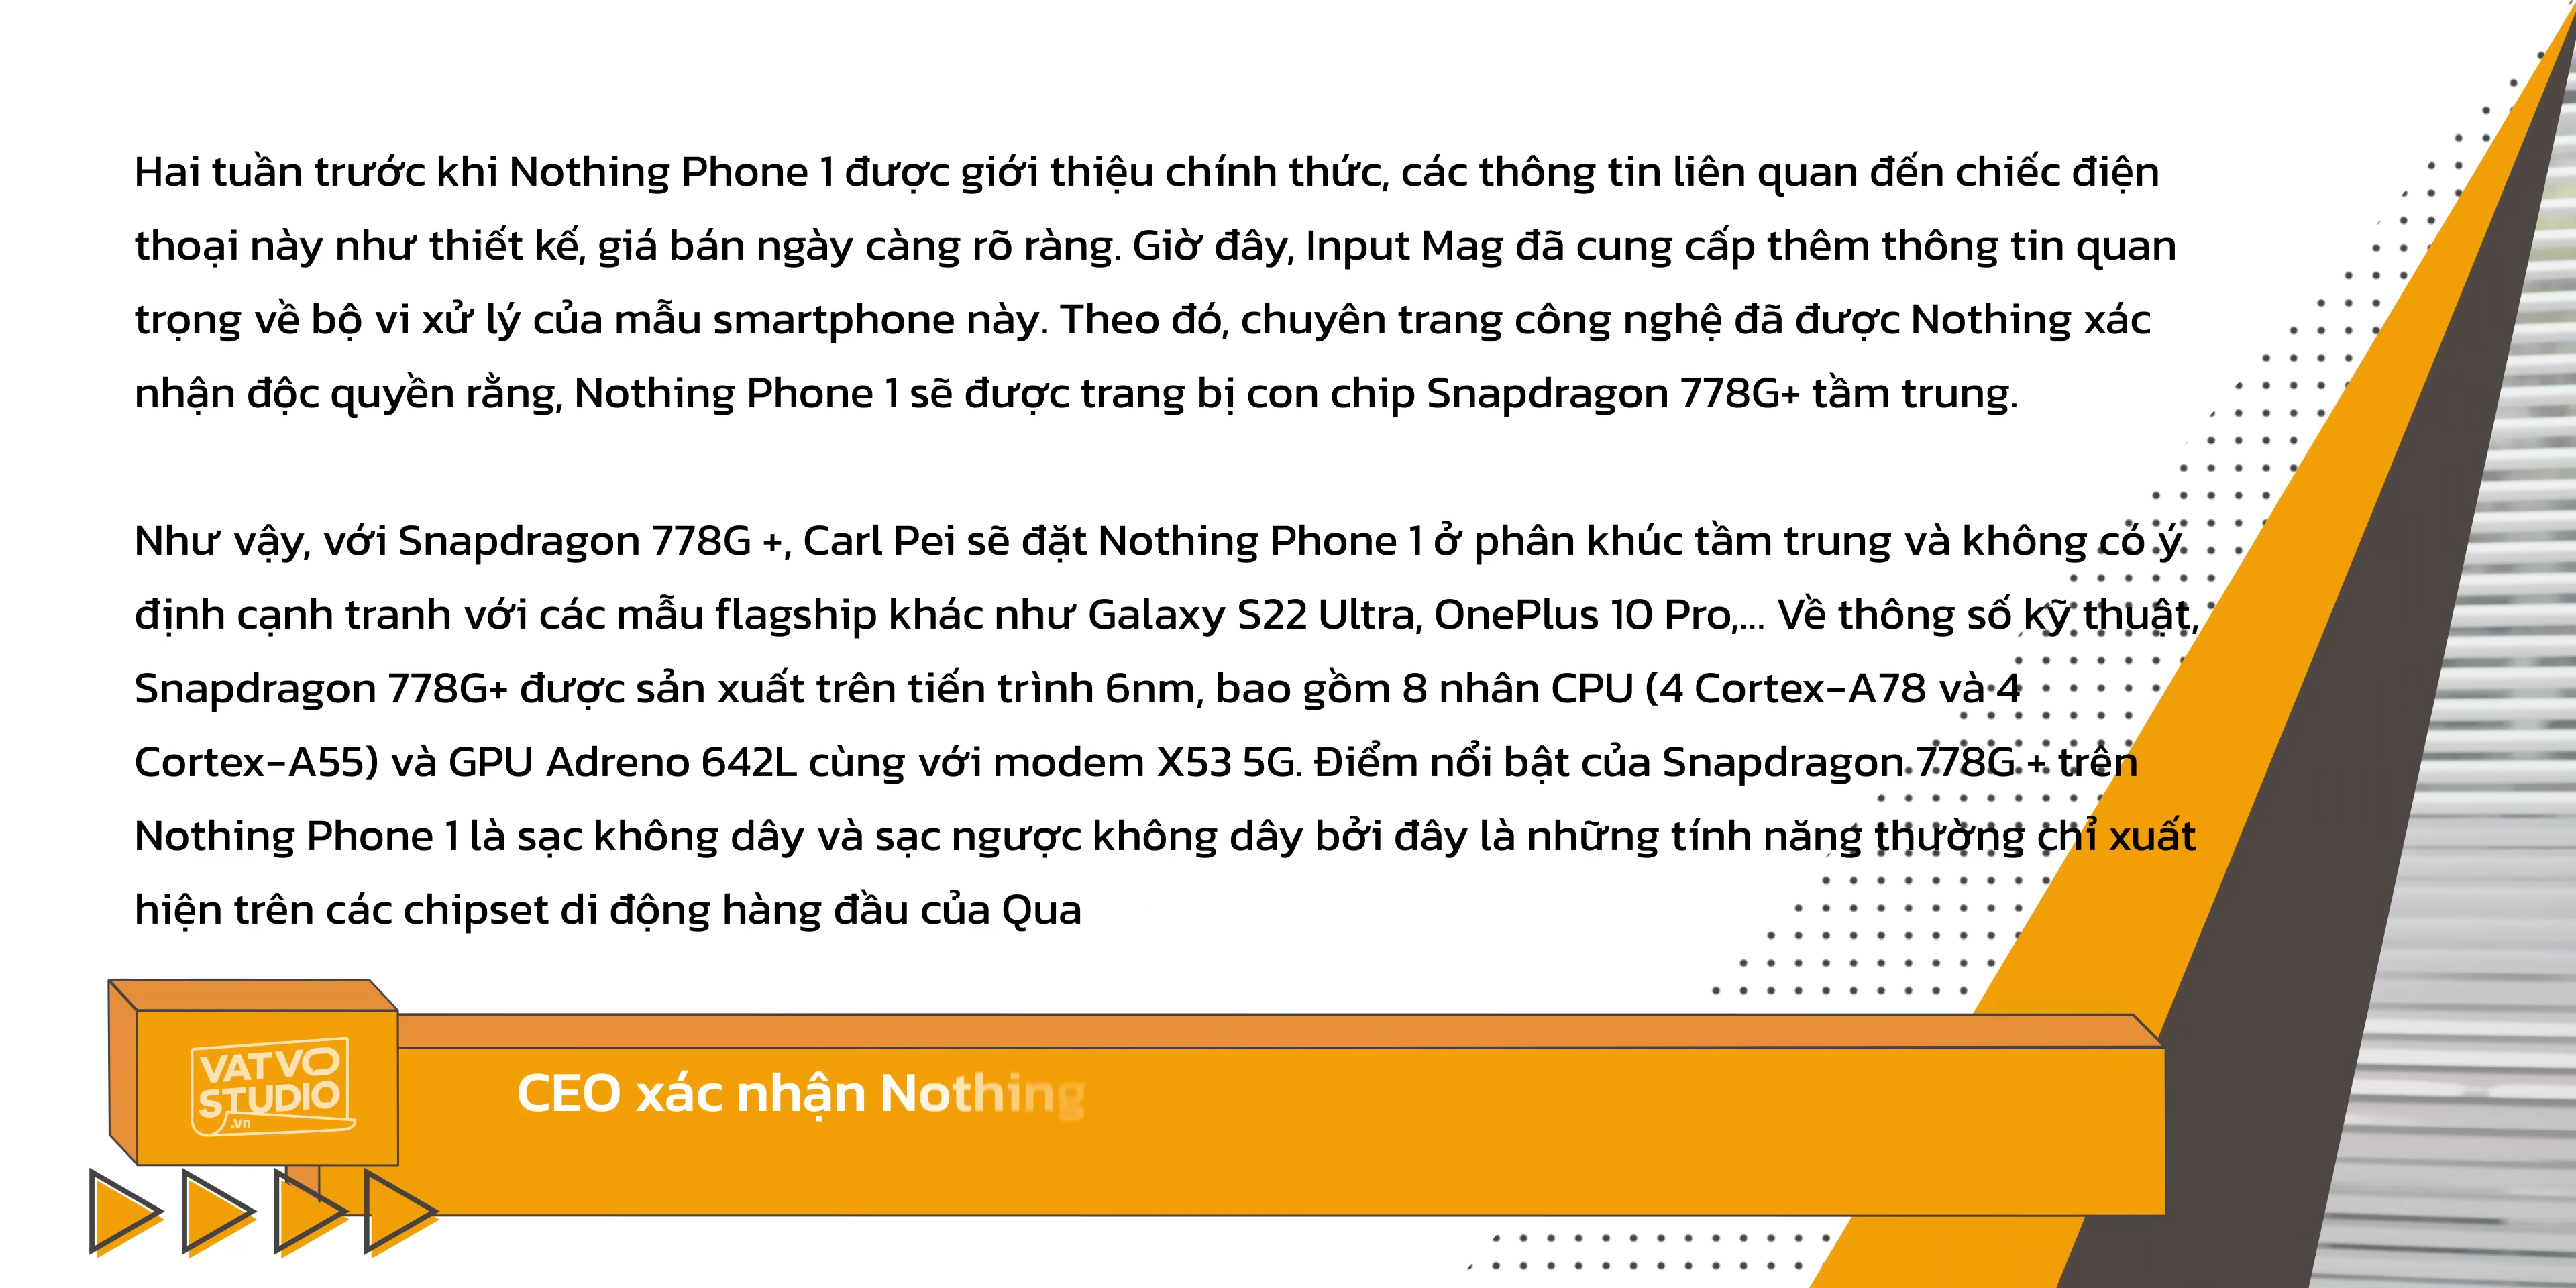 Hai tuần trước khi Nothing Phone 1 được giới thiệu chính thức, các thông tin liên quan đến chiếc điện
thoại này như thiết kế, giá bán ngày càng rõ ràng. Giờ đây, Input Mag đã cung cấp thêm thông tin quan
trọng về bộ vi xử lý của mẫu smartphone này. Theo đó, chuyên trang công nghệ đã được Nothing xác
nhận độc quyền rằng, Nothing Phone 1 sẽ được trang bị con chip Snapdragon 778G+ tầm trung.
Như vậy, với Snapdragon 778G +, Carl Pei sẽ đặt Nothing Phone 1 ở phân khúc tầm trung và không có ý
định cạnh tranh với các mẫu flagship khác như Galaxy S22 Ultra, OnePlus 10 Pro,... Về thông số kỹ thuật,
Snapdragon 778G+ được sản xuất trên tiến trình 6nm, bao gồm 8 nhân CPU (4 Cortex-A78 và 4
Cortex-A55) và GPU Adreno 642L cùng với modem X53 5G. Điểm nổi bật của Snapdragon 778G + trên
Nothing Phone 1 là sạc không dây và sạc ngược không dây bởi đây là những tính năng thường chỉ xuất
hiện trên các chipset di động hàng đầu của Qua
VATVO
STUDIO
.vn
CEO xác nhận Nothing